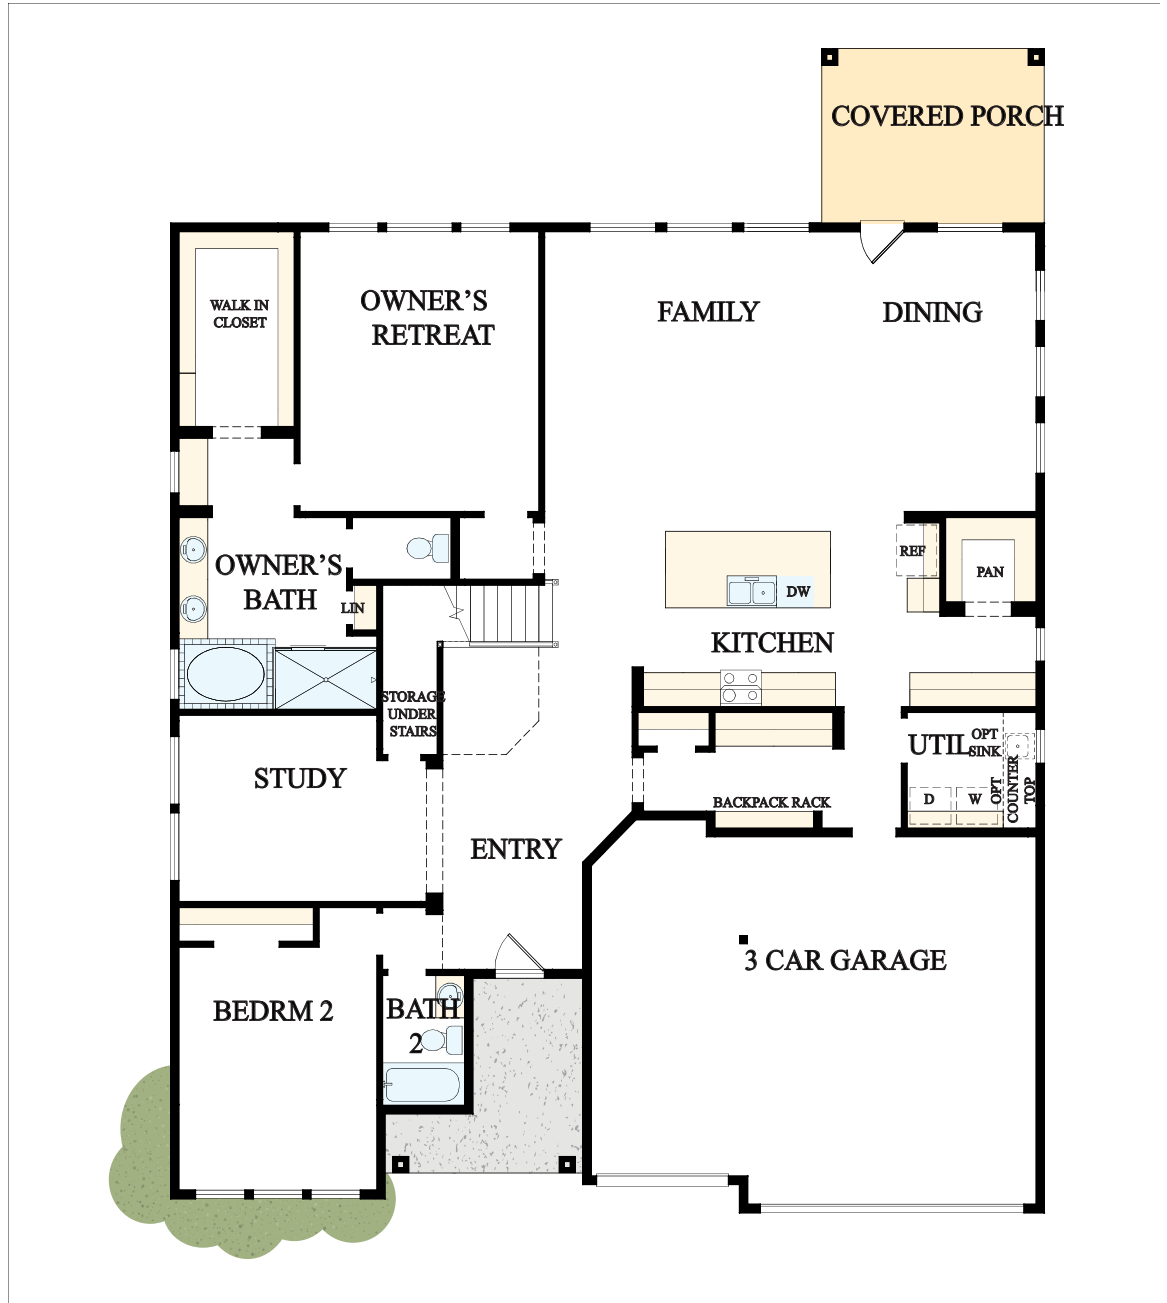 COVERED PORCH
WALK IN
CLOSET
OWNER’S
RETREAT
FAMILY
DINING
OWNER’S
BATH
LIN
REF
PAN
DW
KITCHEN
STORAGE
UNDER
STAIRS
STUDY
UTIL
OPT
SINK
D
W
OPT
COUNTER
TOP
BACKPACK RACK
ENTRY
3 CAR GARAGE
BEDRM 2
BATH
2